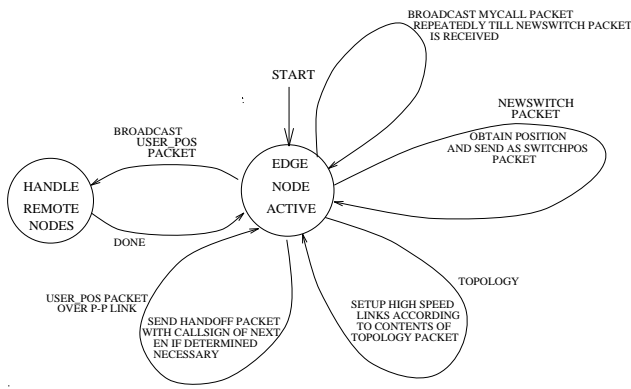 BROADCAST MYCALL PACKET
REPEATEDLY TILL NEWSWITCH PACKET
IS RECEIVED
START
NEWSWITCH
PACKET
OBTAIN POSITION
AND SEND AS SWITCHPOS
PACKET
BROADCAST
USER_POS
PACKET
EDGE
NODE
ACTIVE
HANDLE
REMOTE
NODES
DONE
TOPOLOGY
SETUP HIGH SPEED
LINKS ACCORDING
TO CONTENTS OF
TOPOLOGY PACKET
USER_POS PACKET
OVER P-P LINK
SEND HANDOFF PACKET
WITH CALLSIGN OF NEXT
EN IF DETERMINED
NECESSARY